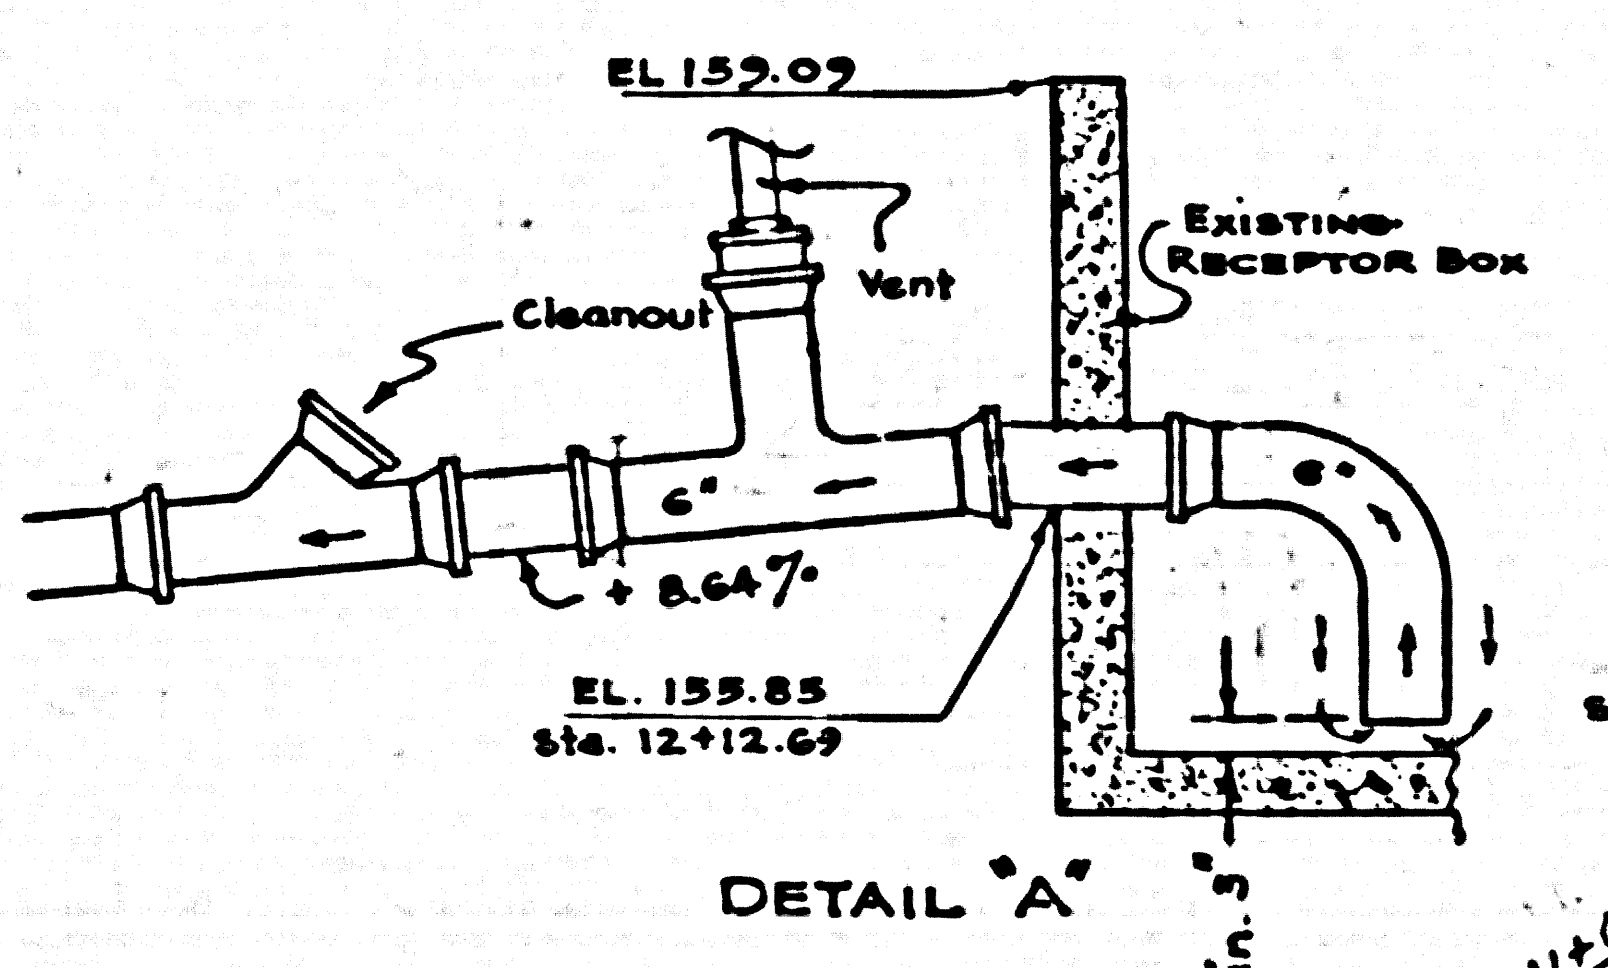 EL 159.09
EXISTING
RECEPTOR BOX
Vent
Cleanout
6"
6"
+ 8.64%
EL. 155.85
sta. 12+12.69
DETAIL "A"
3"